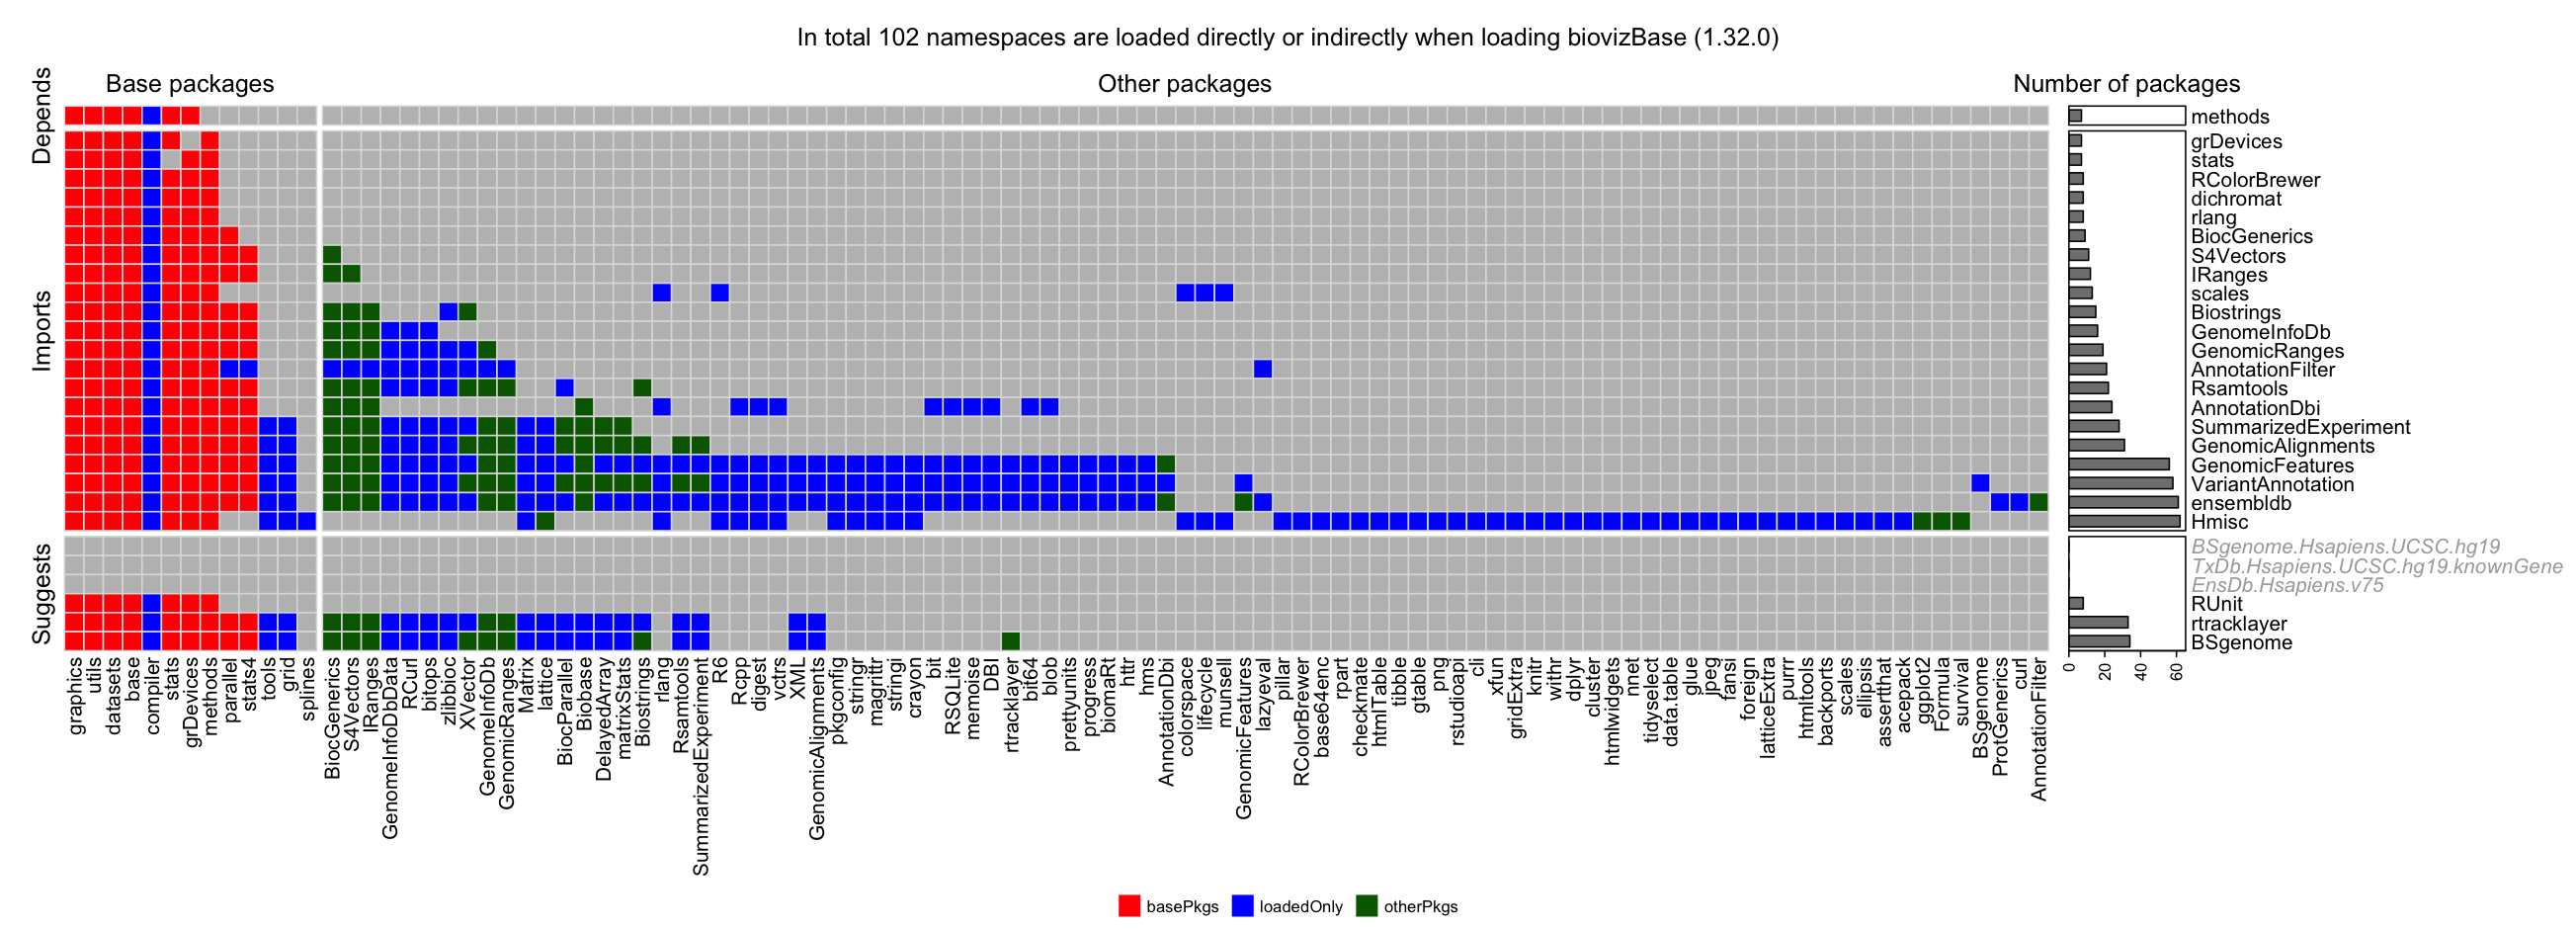 In total 102 namespaces are loaded directly or indirectly when loading biovizBase (1.32.0)
Base packages
Other packages
Number of packages
Depends
Imports
Suggests
methods
grDevices
stats
RColorBrewer
dichromat
rlang
BiocGenerics
S4Vectors
IRanges
scales
Biostrings
GenomeInfoDb
GenomicRanges
AnnotationFilter
Rsamtools
AnnotationDbi
SummarizedExperiment
GenomicAlignments
GenomicFeatures
VariantAnnotation
ensembldb
Hmisc
BSgenome.Hsapiens.UCSC.hg19
TxDb.Hsapiens.UCSC.hg19.knownGene
EnsDb.Hsapiens.v75
RUnit
rtracklayer
BSgenome
0
20
40
60
graphics
utils
datasets
base
compiler
stats
grDevices
methods
parallel
stats4
tools
grid
splines
BiocGenerics
S4Vectors
IRanges
GenomeInfoDbData
RCurl
bitops
zlibbioc
XVector
GenomeInfoDb
GenomicRanges
Matrix
lattice
BiocParallel
Biobase
DelayedArray
matrixStats
Biostrings
rlang
Rsamtools
SummarizedExperiment
R6
Rcpp
digest
vctrs
XML
GenomicAlignments
pkgconfig
stringr
magrittr
stringi
crayon
bit
RSQLite
memoise
DBI
rtracklayer
bit64
blob
prettyunits
progress
biomaRt
httr
hms
AnnotationDbi
colorspace
lifecycle
munsell
GenomicFeatures
lazyeval
pillar
RColorBrewer
base64enc
rpart
checkmate
htmlTable
tibble
gtable
png
rstudioapi
cli
xfun
gridExtra
knitr
withr
dplyr
cluster
htmlwidgets
nnet
tidyselect
data.table
glue
jpeg
fansi
foreign
latticeExtra
purrr
htmltools
backports
scales
ellipsis
assertthat
acepack
ggplot2
Formula
survival
BSgenome
ProtGenerics
curl
AnnotationFilter
basePkgs
loadedOnly
otherPkgs